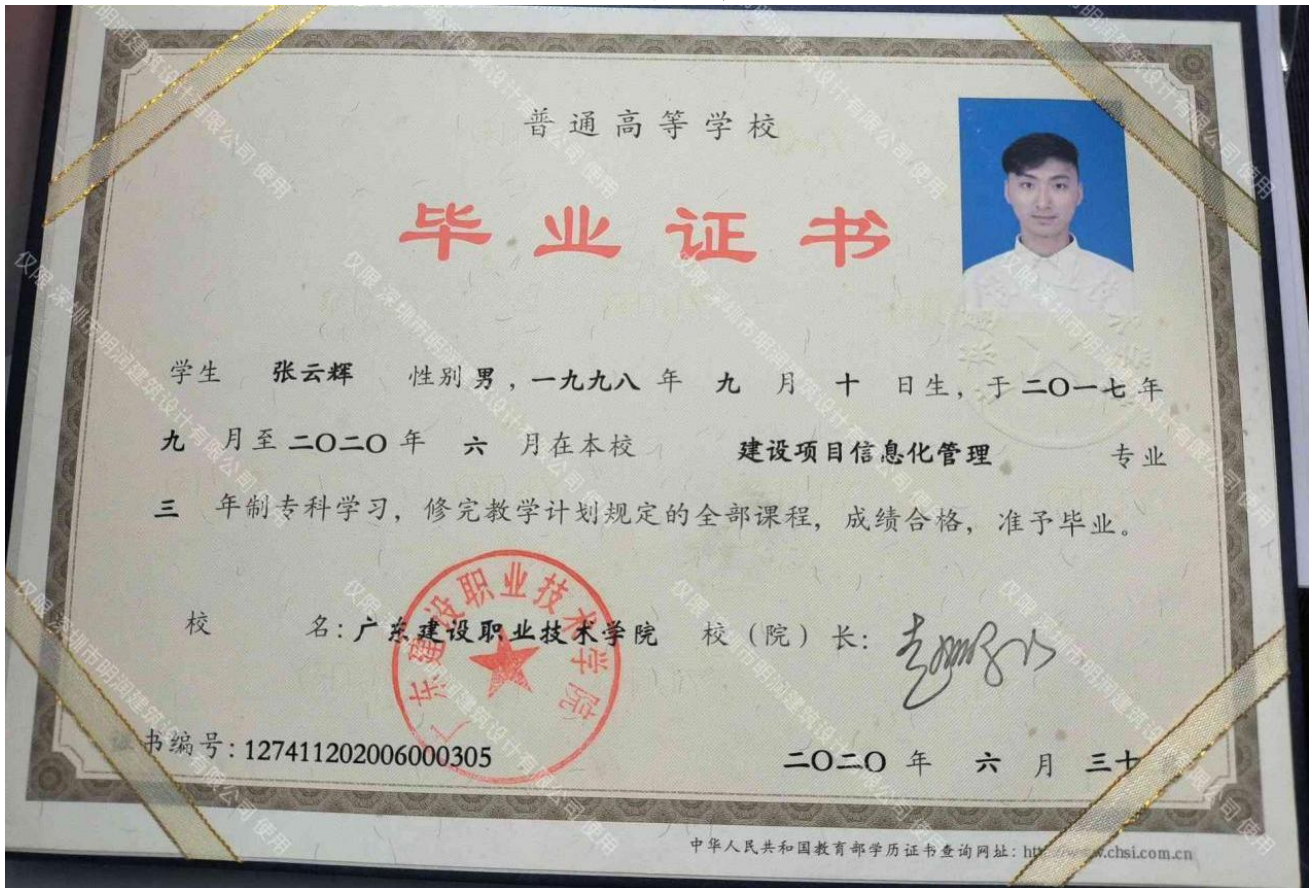 普通高等学校
毕业证书
学生 张云辉 性别 男，一九九八 年 九 月 十 日生，于 二〇一七 年
九 月至 二〇二〇 年 六 月在本校 建设项目信息化管理 专业
三 年制专科学习，修完教学计划规定的全部课程，成绩合格，准予毕业。
校 名：广东建设职业技术学院 校（院）长：
广东建设职业技术学院
书编号：127411202006000305 二〇二〇 年 六 月 三十
中华人民共和国教育部学历证书查询网址：http://www.chsi.com.cn
仅限 深圳市明润建筑设计有限公司 使用